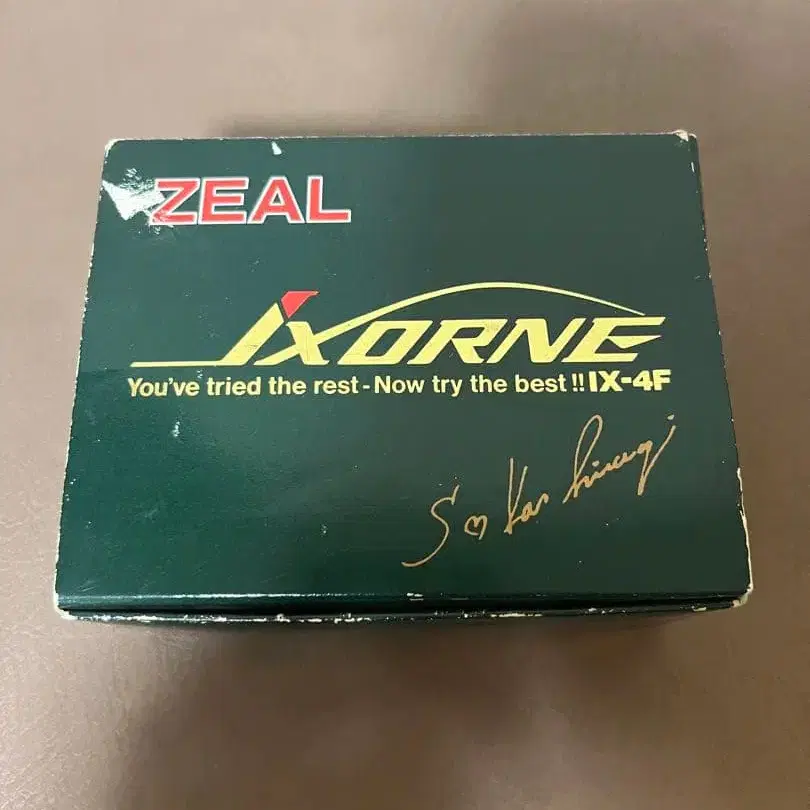 ZEAL
IXORNE
You've tried the rest - Now try the best !! IX-4F